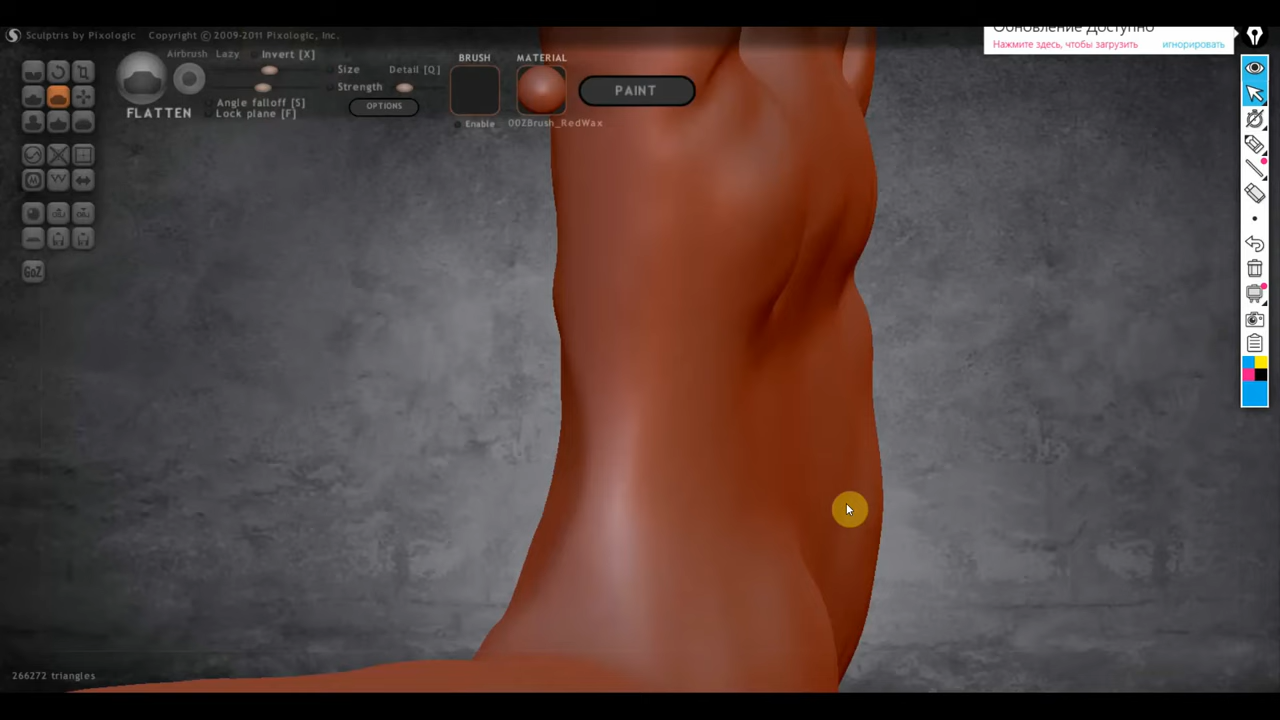 Sculptris by Pixologic   Copyright © 2009-2011 Pixologic, Inc.
Обновление доступно
Нажмите здесь, чтобы загрузить игнорировать
Airbrush Lazy Invert [X]
Size Detail [Q]
Strength
Angle falloff [S]
Lock plane [F]
FLATTEN
OPTIONS
BRUSH
Enable
MATERIAL
00ZBrush_RedWax
PAINT
GoZ
266272 triangles